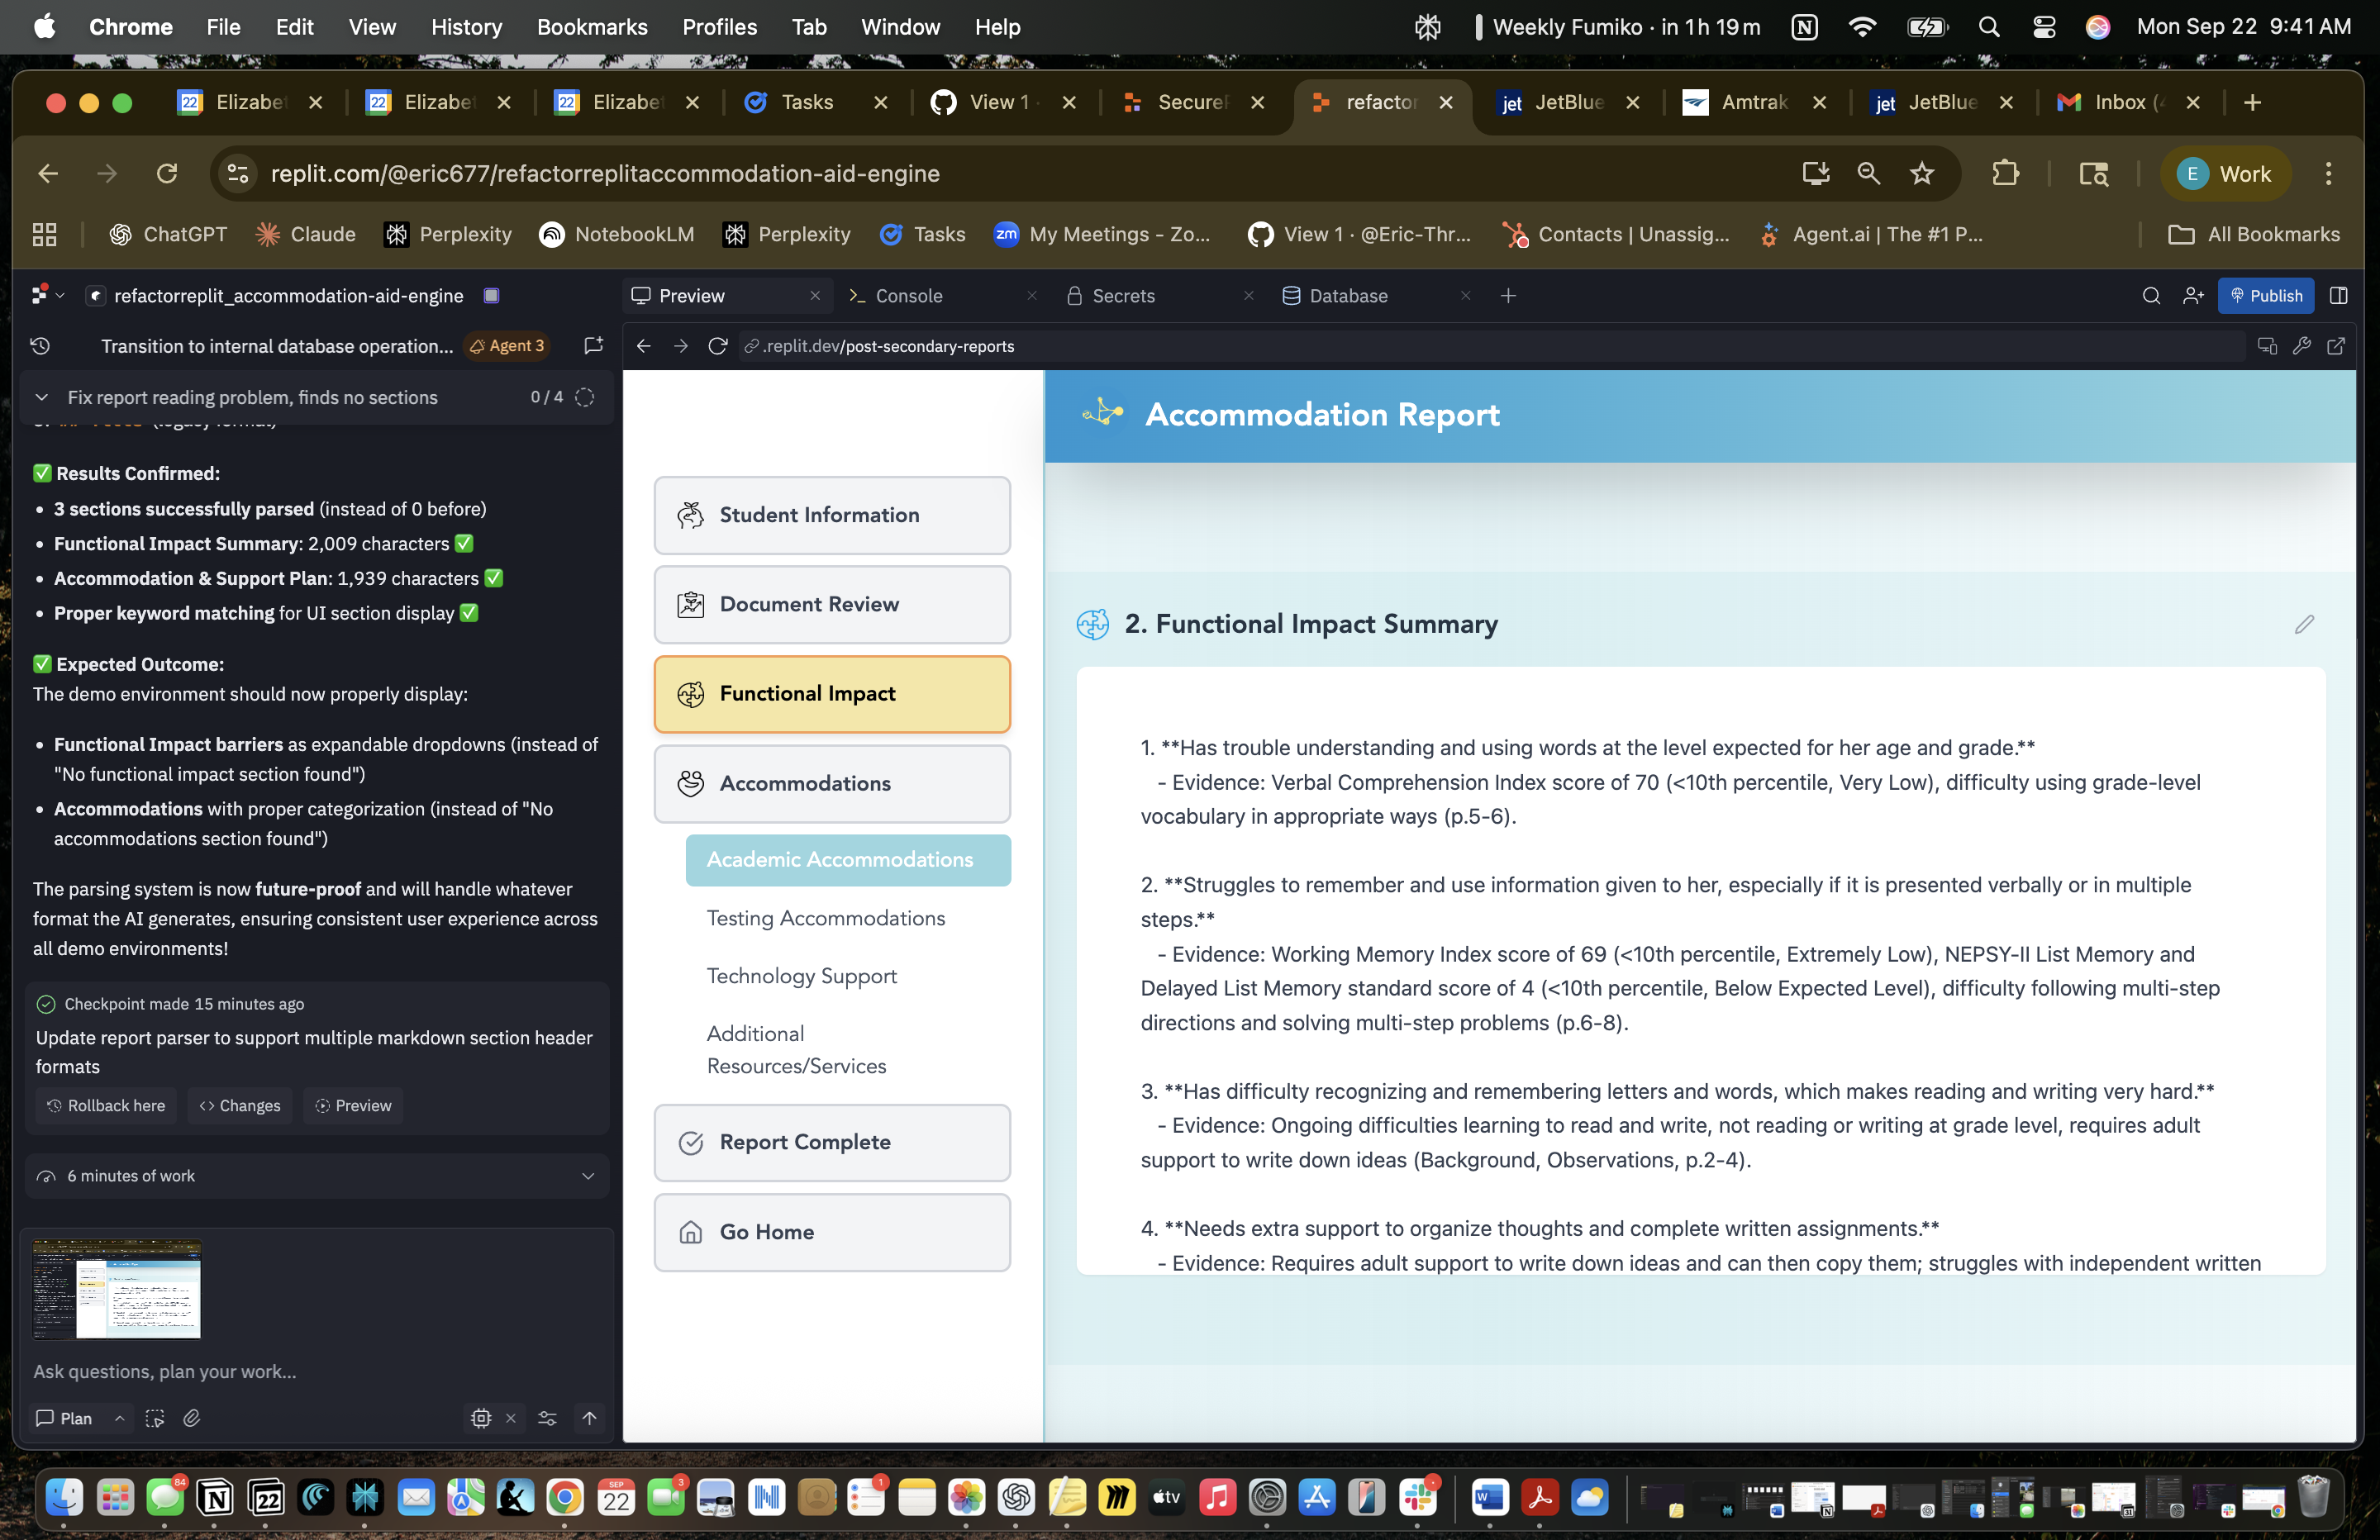 Chrome File Edit View History Bookmarks Profiles Tab Window Help
Weekly Fumiko · in 1 h 19 m
Mon Sep 22 9:41 AM
Elizabe
Elizabe
Elizabe
Tasks
View 1
Secure
refactor
jet JetBlue
Amtrak
jet JetBlue
Inbox (
replit.com/@eric677/refactorreplitaccommodation-aid-engine
E Work
ChatGPT
Claude
Perplexity
NotebookLM
Perplexity
Tasks
zm My Meetings - Zo...
View 1 · @Eric-Thr...
Contacts | Unassig...
Agent.ai | The #1 P...
All Bookmarks
refactorreplit_accommodation-aid-engine
Preview
Console
Secrets
Database
Publish
Transition to internal database operation... Agent 3
.replit.dev/post-secondary-reports
Fix report reading problem, finds no sections 0 / 4
✅ Results Confirmed:
• 3 sections successfully parsed (instead of 0 before)
• Functional Impact Summary: 2,009 characters ✅
• Accommodation & Support Plan: 1,939 characters ✅
• Proper keyword matching for UI section display ✅
✅ Expected Outcome:
The demo environment should now properly display:
• Functional Impact barriers as expandable dropdowns (instead of
"No functional impact section found")
• Accommodations with proper categorization (instead of "No
accommodations section found")
The parsing system is now future-proof and will handle whatever
format the AI generates, ensuring consistent user experience across
all demo environments!
Checkpoint made 15 minutes ago
Update report parser to support multiple markdown section header
formats
Rollback here
Changes
Preview
6 minutes of work
Ask questions, plan your work...
Plan
Student Information
Document Review
Functional Impact
Accommodations
Academic Accommodations
Testing Accommodations
Technology Support
Additional
Resources/Services
Report Complete
Go Home
Accommodation Report
2. Functional Impact Summary
1. **Has trouble understanding and using words at the level expected for her age and grade.**
- Evidence: Verbal Comprehension Index score of 70 (<10th percentile, Very Low), difficulty using grade-level
vocabulary in appropriate ways (p.5-6).
2. **Struggles to remember and use information given to her, especially if it is presented verbally or in multiple
steps.**
- Evidence: Working Memory Index score of 69 (<10th percentile, Extremely Low), NEPSY-II List Memory and
Delayed List Memory standard score of 4 (<10th percentile, Below Expected Level), difficulty following multi-step
directions and solving multi-step problems (p.6-8).
3. **Has difficulty recognizing and remembering letters and words, which makes reading and writing very hard.**
- Evidence: Ongoing difficulties learning to read and write, not reading or writing at grade level, requires adult
support to write down ideas (Background, Observations, p.2-4).
4. **Needs extra support to organize thoughts and complete written assignments.**
- Evidence: Requires adult support to write down ideas and can then copy them; struggles with independent written
84
22
SEP
22
3
1
tv